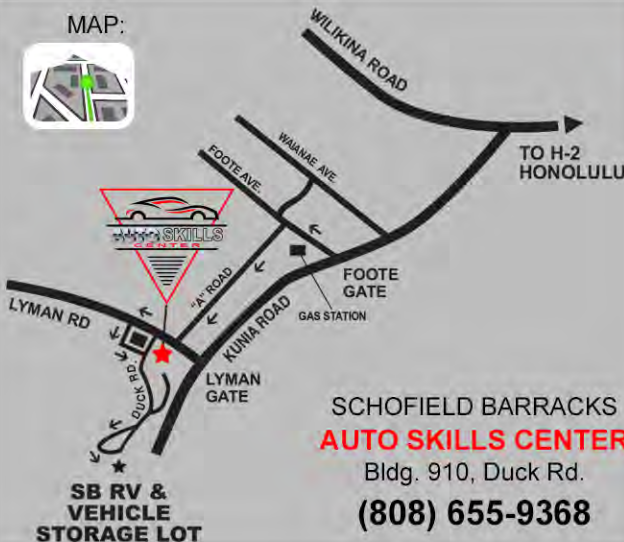 MAP:
WILIKINA ROAD
TO H-2
HONOLULU
WAIANAE AVE.
FOOTE AVE.
AUTO SKILLS
CENTER
"A" ROAD
FOOTE
GATE
GAS STATION
KUNIA ROAD
LYMAN RD
LYMAN
GATE
DUCK RD.
SB RV &
VEHICLE
STORAGE LOT
SCHOFIELD BARRACKS
AUTO SKILLS CENTER
Bldg. 910, Duck Rd.
(808) 655-9368